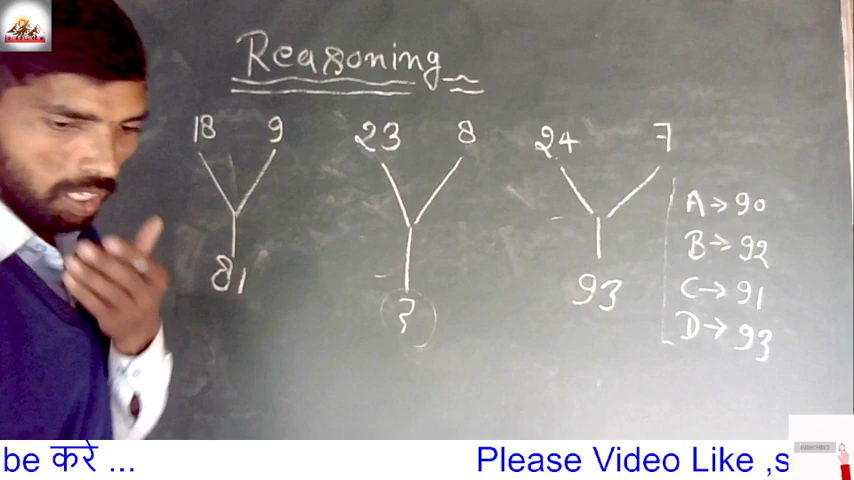 Reasoning
18 9 23 8 24 7
81 ? 93
A → 90
B → 92
C → 91
D → 93
be करे ... Please Video Like ,s